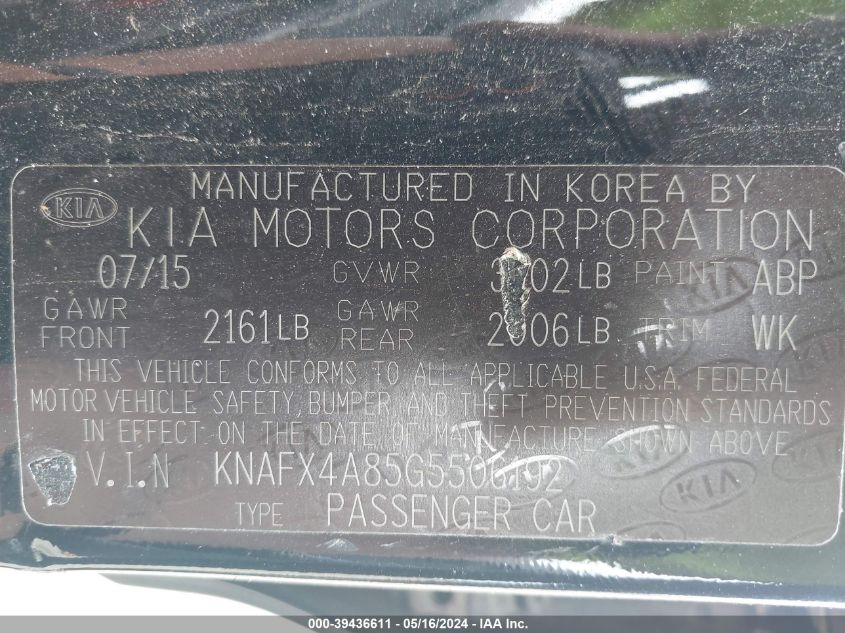 MANUFACTURED IN KOREA BY
KIA
KIA MOTORS CORPORATION
07/15 GVWR PAINT ABP
GAWR FRONT 2161LB GAWR REAR TRIM WK
THIS VEHICLE CONFORMS TO ALL APPLICABLE U.S.A. FEDERAL
MOTOR VEHICLE SAFETY BUMPER AND THEFT PREVENTION STANDARDS
IN EFFECT ON THE DATE OF MANUFACTURE SHOWN ABOVE
V.I.N KNAFX4A85G5506192
TYPE PASSENGER CAR
000-39436611 - 05/16/2024 - IAA Inc.